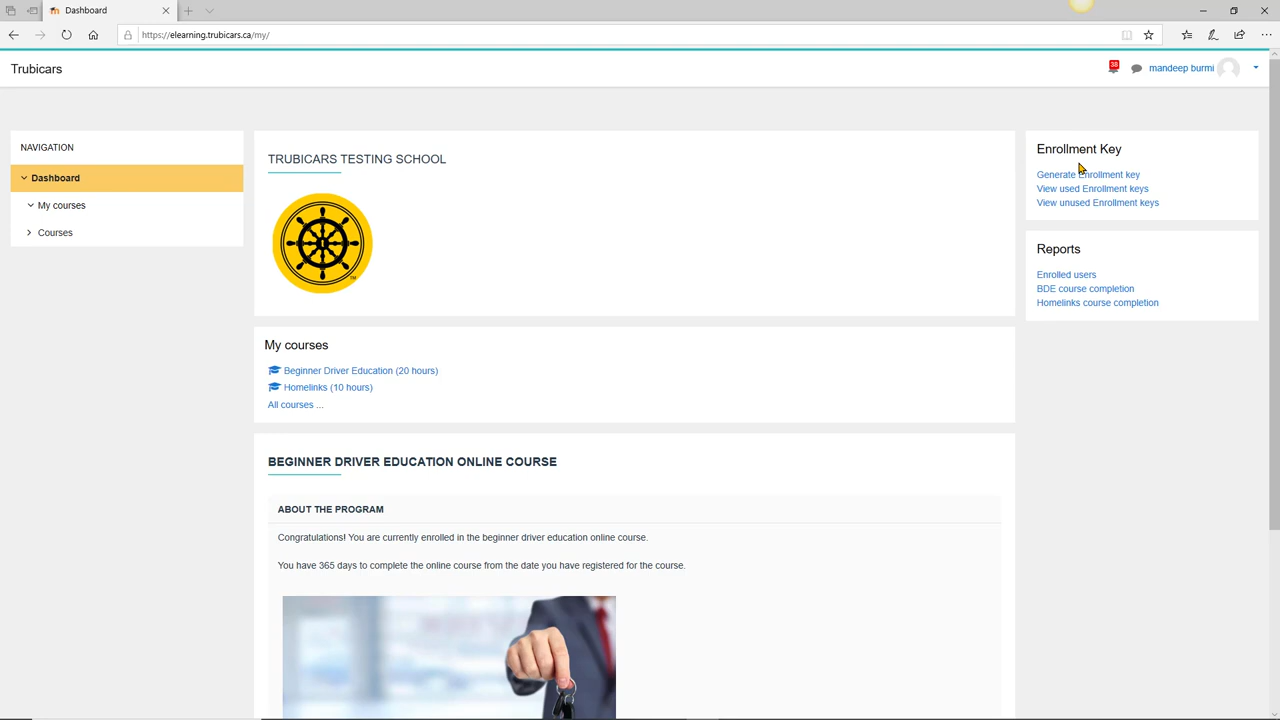 Dashboard
https://elearning.trubicars.ca/my/
Trubicars
38
mandeep burmi
NAVIGATION
Dashboard
My courses
Courses
TRUBICARS TESTING SCHOOL
TM
My courses
Beginner Driver Education (20 hours)
Homelinks (10 hours)
All courses ...
BEGINNER DRIVER EDUCATION ONLINE COURSE
ABOUT THE PROGRAM
Congratulations! You are currently enrolled in the beginner driver education online course.
You have 365 days to complete the online course from the date you have registered for the course.
Enrollment Key
Generate Enrollment key
View used Enrollment keys
View unused Enrollment keys
Reports
Enrolled users
BDE course completion
Homelinks course completion